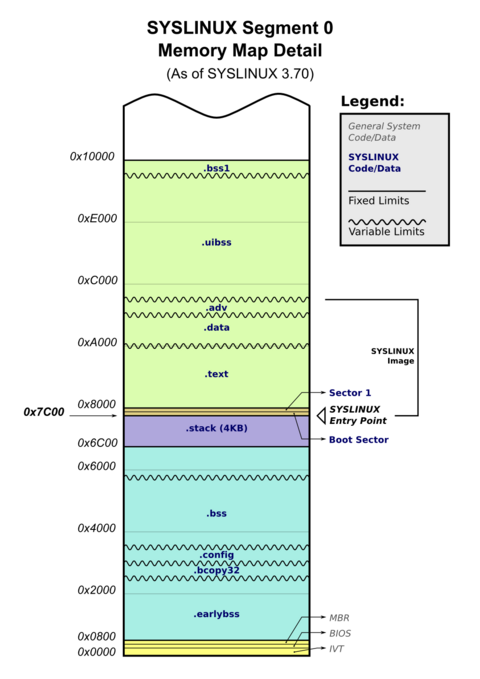 SYSLINUX Segment 0
Memory Map Detail
(As of SYSLINUX 3.70)
Legend:
General System
Code/Data
SYSLINUX
Code/Data
Fixed Limits
Variable Limits
0x10000
.bss1
0xE000
.uibss
0xC000
.adv
.data
0xA000
SYSLINUX
Image
.text
0x8000
Sector 1
0x7C00
SYSLINUX
Entry Point
.stack (4KB)
Boot Sector
0x6C00
0x6000
.bss
0x4000
.config
.bcopy32
0x2000
.earlybss
0x0800
MBR
BIOS
0x0000
IVT